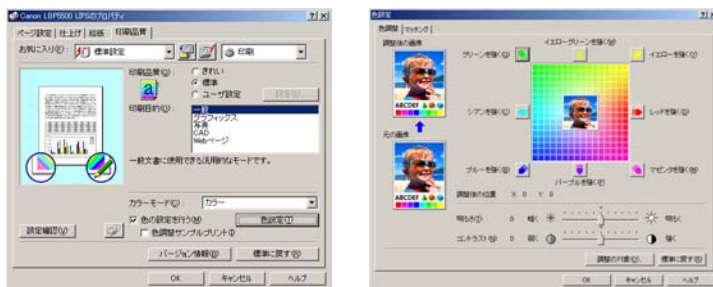 Canon LBP5500 LIPSのプロパティ
ページ設定 仕上げ 給紙 印刷品質
お気に入り(F): 標準設定 印刷
印刷品質(Q): きれい
標準
ユーザ設定
印刷目的(O): 一般
グラフィックス
写真
CAD
Webページ
一般文書に使用できる汎用的なモードです。
カラーモード(C): カラー
色の設定を行う(M) 色設定(T)
色調整サンプルプリント(I)
設定確認(V)
バージョン情報(B) 標準に戻す(R)
OK キャンセル ヘルプ
色設定
色調整 マッチング
調整後の画像
ABCDEF
元の画像
ABCDEF
イエローグリーンを強く(W)
グリーンを強く(G) イエローを強く(Y)
シアンを強く(C) レッドを強く(R)
ブルーを強く(B) マゼンタを強く(M)
パープルを強く(P)
調整後の位置 X 0 Y 0
明るさ(I): 0 暗く 明るく
コントラスト(N): 0 弱く 強く
調整の対象(O)... 標準に戻す(R)
OK キャンセル ヘルプ